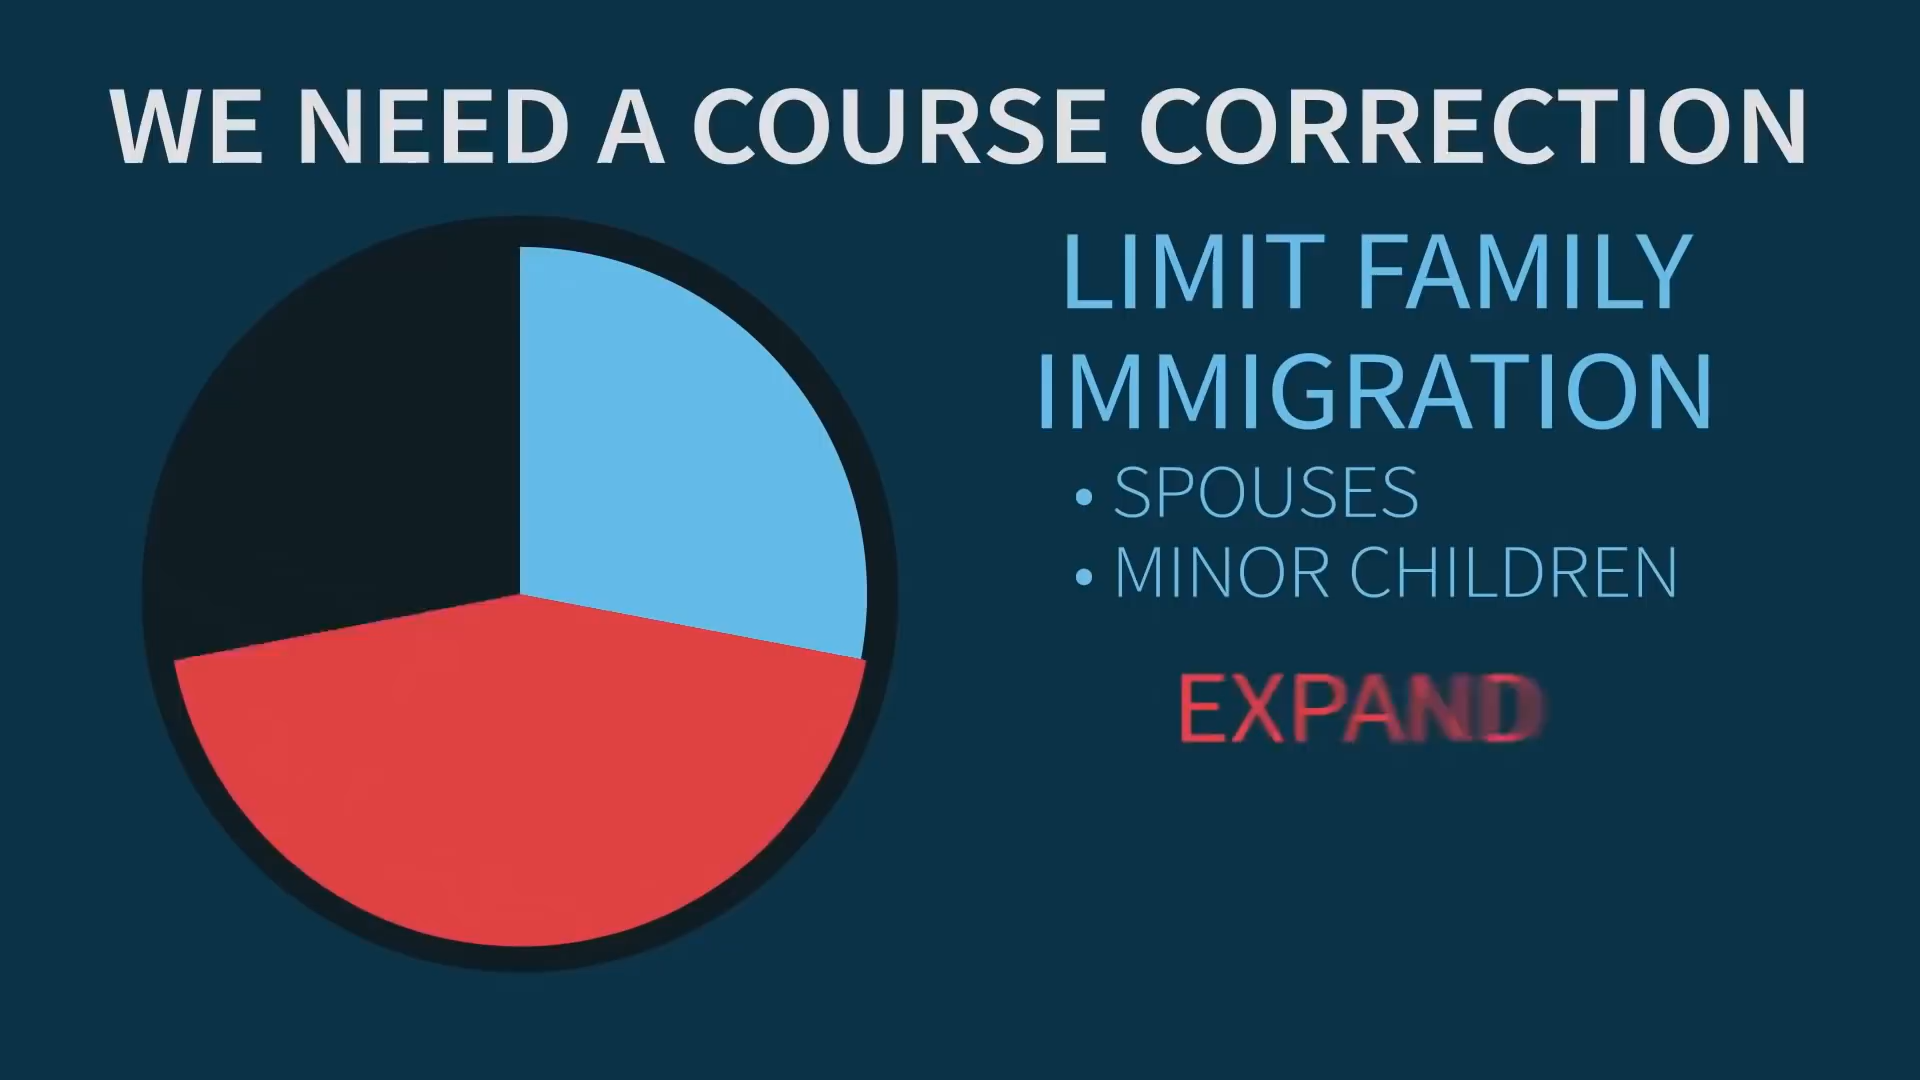 WE NEED A COURSE CORRECTION
LIMIT FAMILY
IMMIGRATION
• SPOUSES
• MINOR CHILDREN
EXPAND